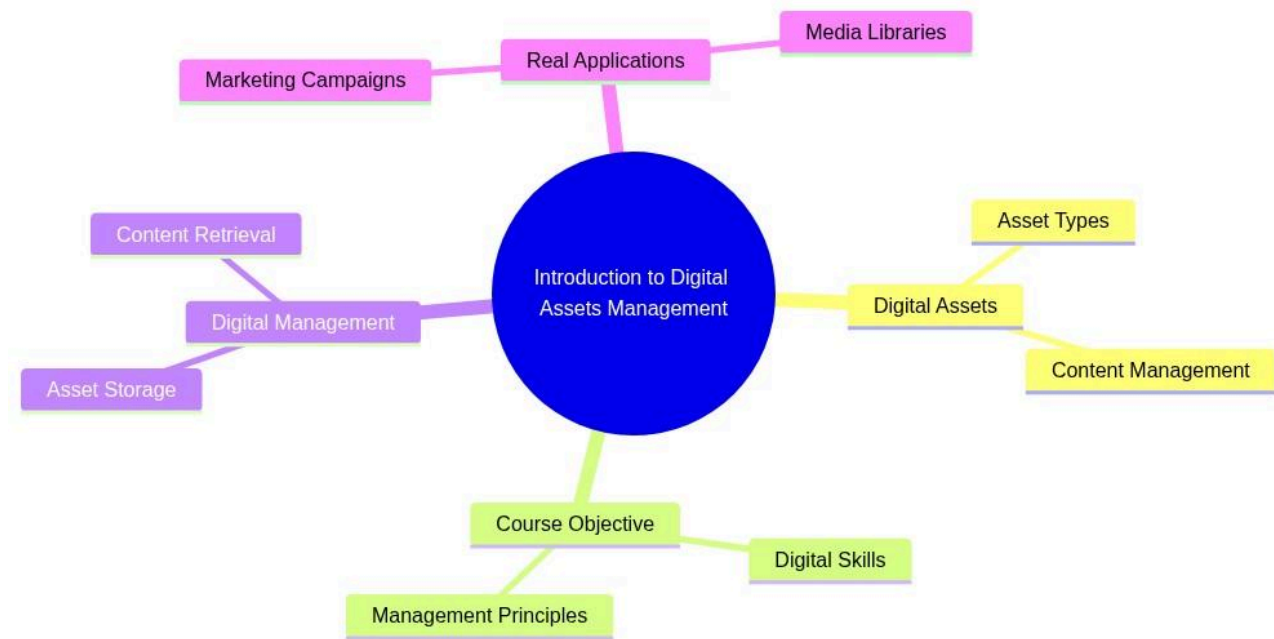 Media Libraries
Real Applications
Marketing Campaigns
Asset Types
Content Retrieval
Introduction to Digital
Assets Management
Digital Assets
Digital Management
Content Management
Asset Storage
Course Objective
Digital Skills
Management Principles